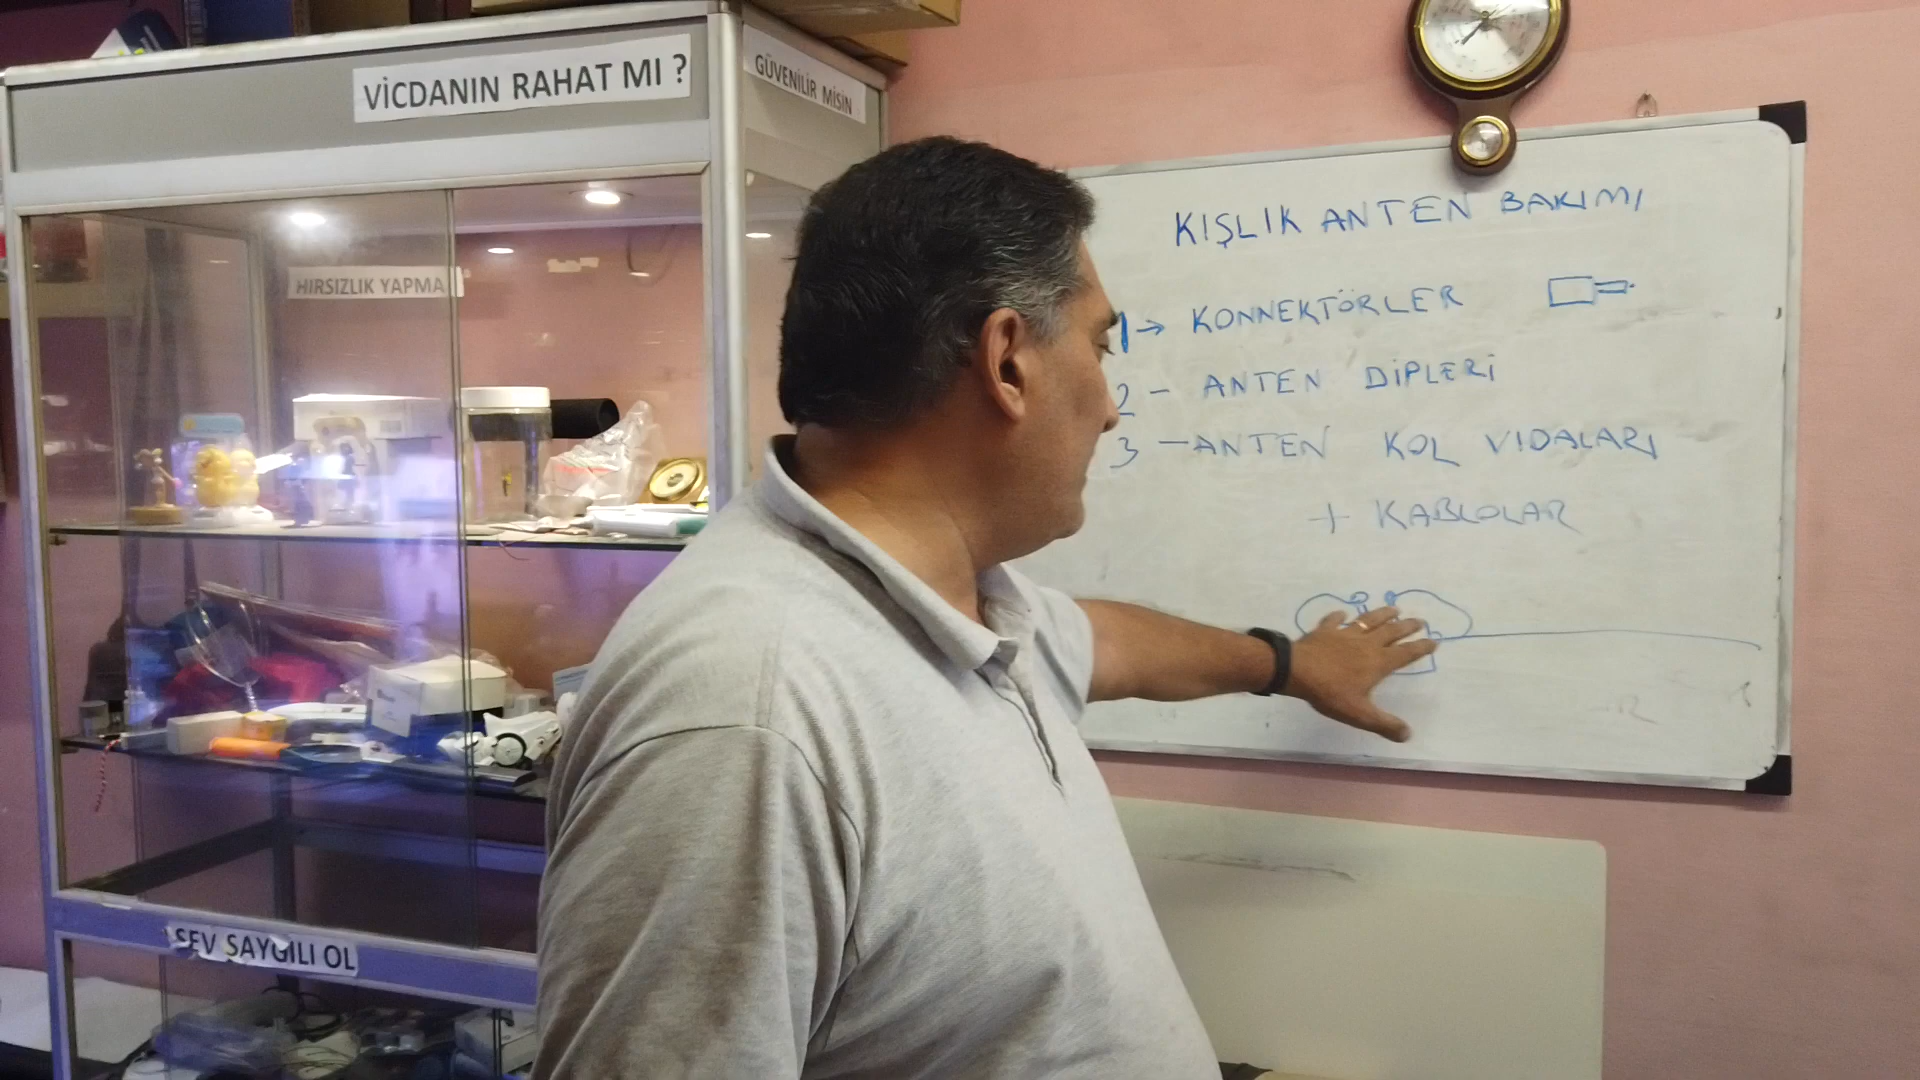 VİCDANIN RAHAT MI ?
GÜVENİLİR MİSİN
HIRSIZLIK YAPMA
SEV SAYGILI OL
KIŞLIK ANTEN BAKIMI
1→ KONNEKTÖRLER
2 - ANTEN DİPLERİ
3 - ANTEN KOL VIDALARI
+ KABLOLAR